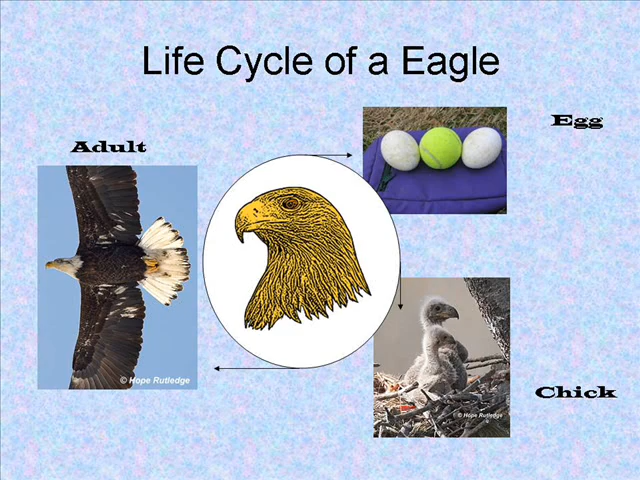 Life Cycle of a Eagle
Egg
Adult
© Hope Rutledge
Chick
© Hope Rutledge